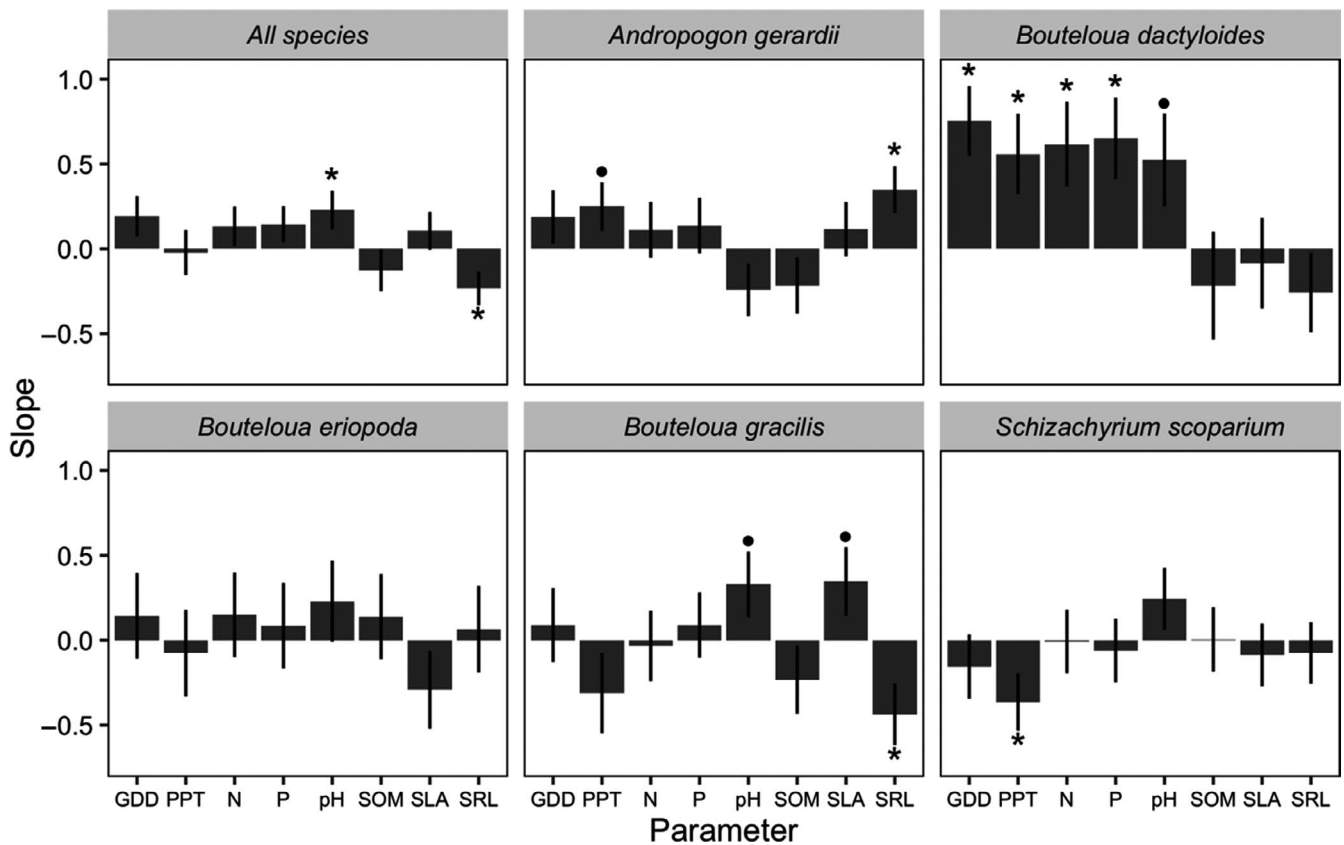 All species
Andropogon gerardii
Bouteloua dactyloides
1.0
0.5
0.0
–0.5
*
*
•
*
*
*
*
*
•
Slope
Bouteloua eriopoda
Bouteloua gracilis
Schizachyrium scoparium
1.0
0.5
0.0
–0.5
•
•
*
*
GDD PPT N P pH SOM SLA SRL
GDD PPT N P pH SOM SLA SRL
GDD PPT N P pH SOM SLA SRL
Parameter